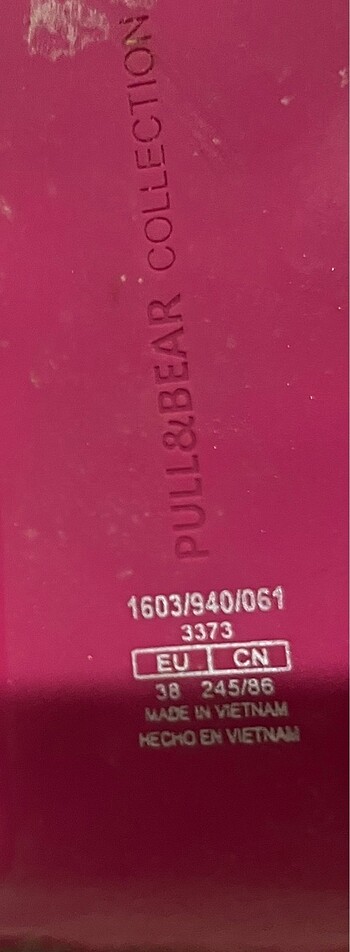 PULL&BEAR COLLECTION
1603/940/061
3373
EU CN
38 245/86
MADE IN VIETNAM
HECHO EN VIETNAM